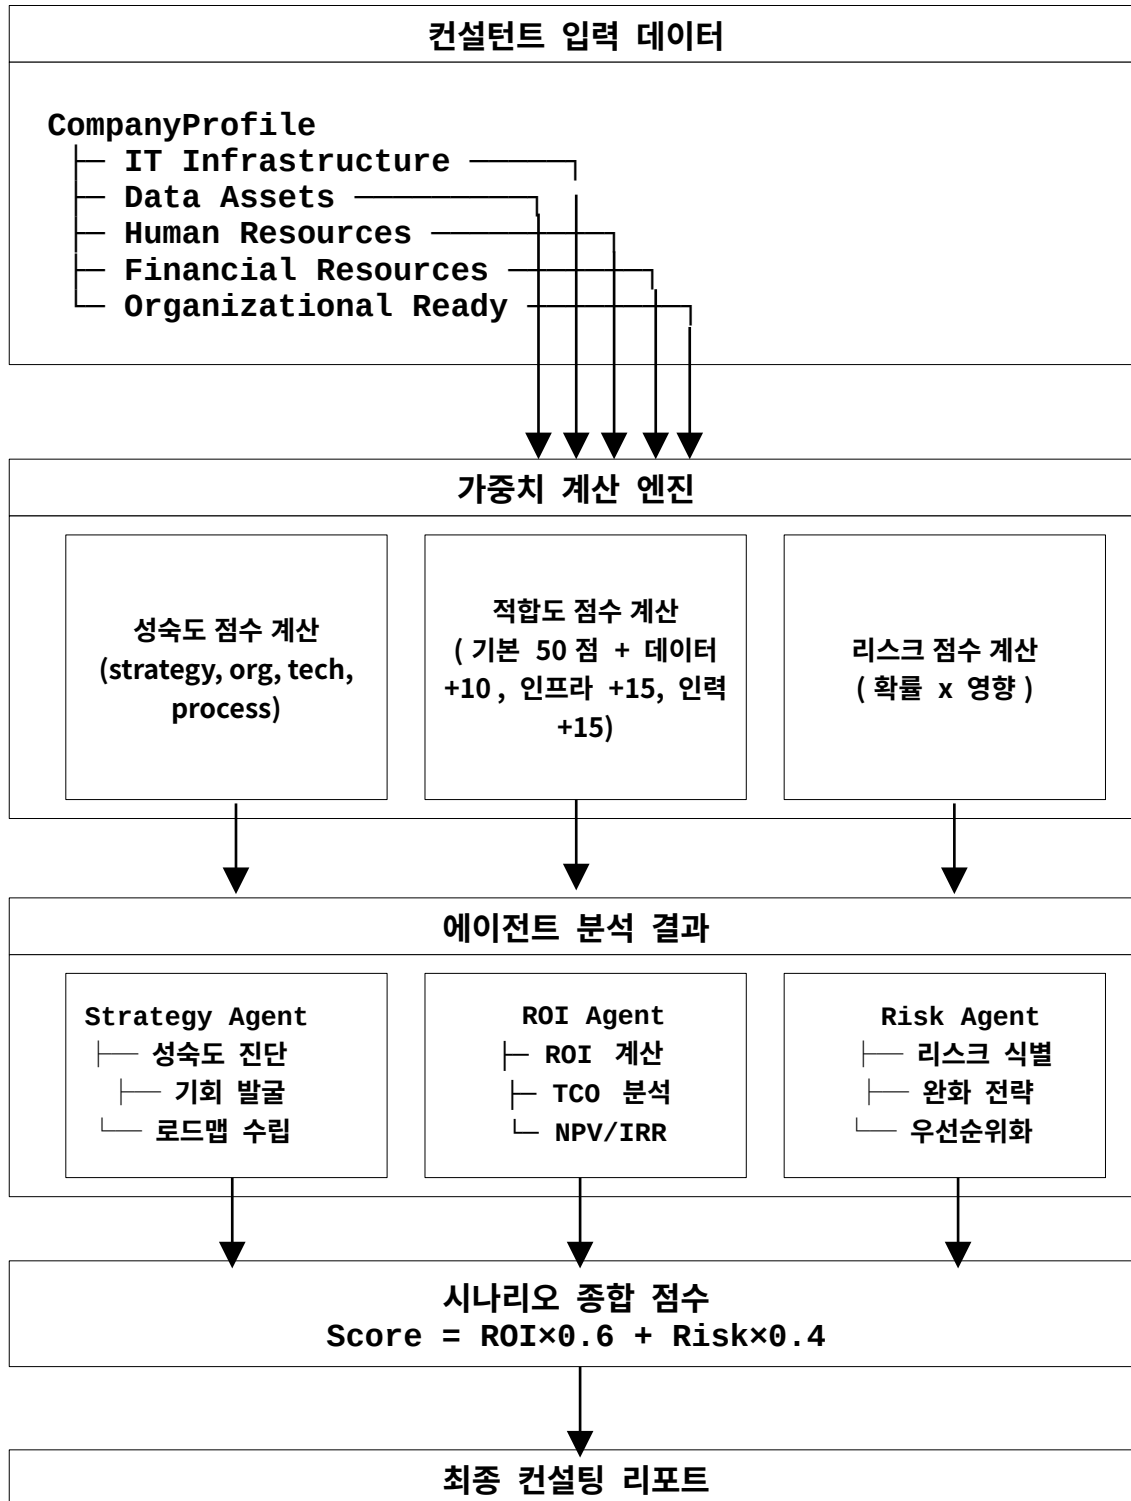 컨설턴트 입력 데이터
CompanyProfile
├─ IT Infrastructure ─────┐
├─ Data Assets ─────────┐
├─ Human Resources ─────────┐
├─ Financial Resources ───────┐
└─ Organizational Ready ────────┐
가중치 계산 엔진
성숙도 점수 계산
(strategy, org, tech,
process)
적합도 점수 계산
( 기본 50 점 + 데이터
+10 , 인프라 +15, 인력
+15)
리스크 점수 계산
( 확률 x 영향 )
에이전트 분석 결과
Strategy Agent
├── 성숙도 진단
├── 기회 발굴
└── 로드맵 수립
ROI Agent
├─ ROI 계산
├─ TCO 분석
└─ NPV/IRR
Risk Agent
├── 리스크 식별
├── 완화 전략
└── 우선순위화
시나리오 종합 점수
Score = ROI×0.6 + Risk×0.4
최종 컨설팅 리포트